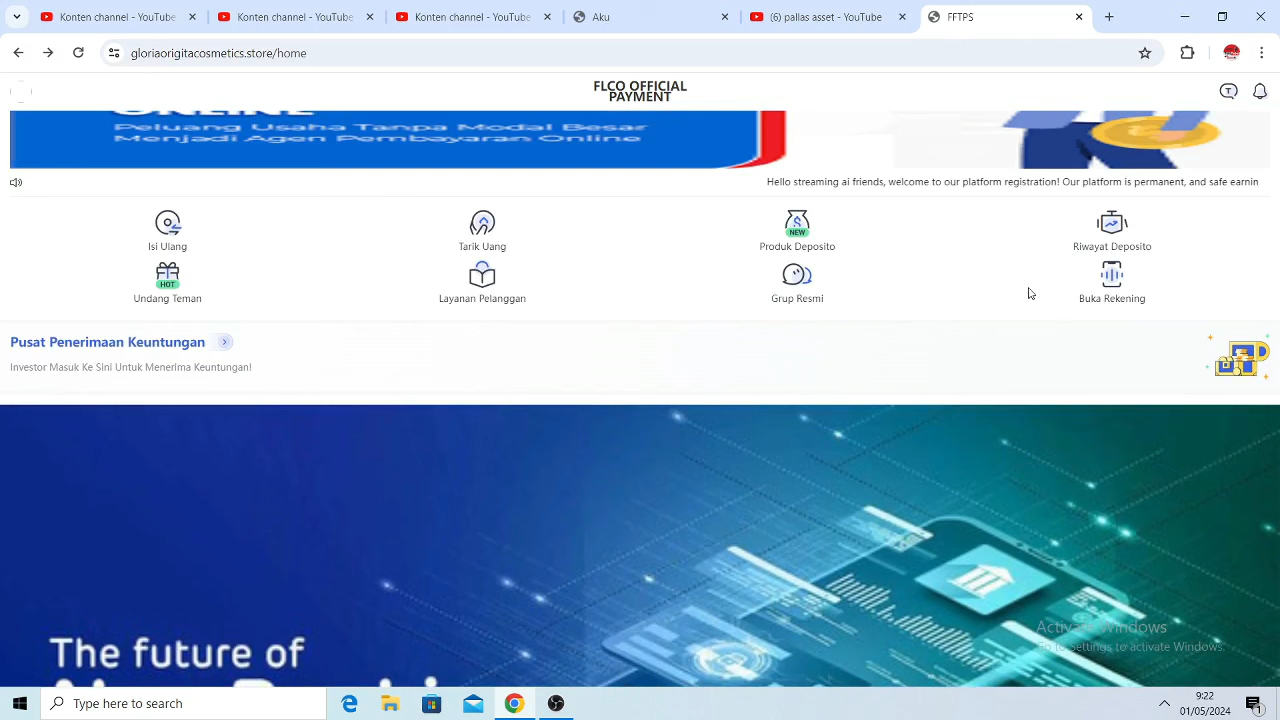 Konten channel - YouTube
Konten channel - YouTube
Konten channel - YouTube
Aku
(6) pallas asset - YouTube
FFTPS
gloriaorigitacosmetics.store/home
FLCO OFFICIAL
PAYMENT
ONLINE
Peluang Usaha Tanpa Modal Besar
Menjadi Agen Pembayaran Online
Hello streaming ai friends, welcome to our platform registration! Our platform is permanent, and safe earnin
Isi Ulang
Tarik Uang
NEW
Produk Deposito
Riwayat Deposito
HOT
Undang Teman
Layanan Pelanggan
Grup Resmi
Buka Rekening
Pusat Penerimaan Keuntungan
Investor Masuk Ke Sini Untuk Menerima Keuntungan!
The future of
Activate Windows
Go to Settings to activate Windows.
Type here to search
9:22
01/05/2024
1